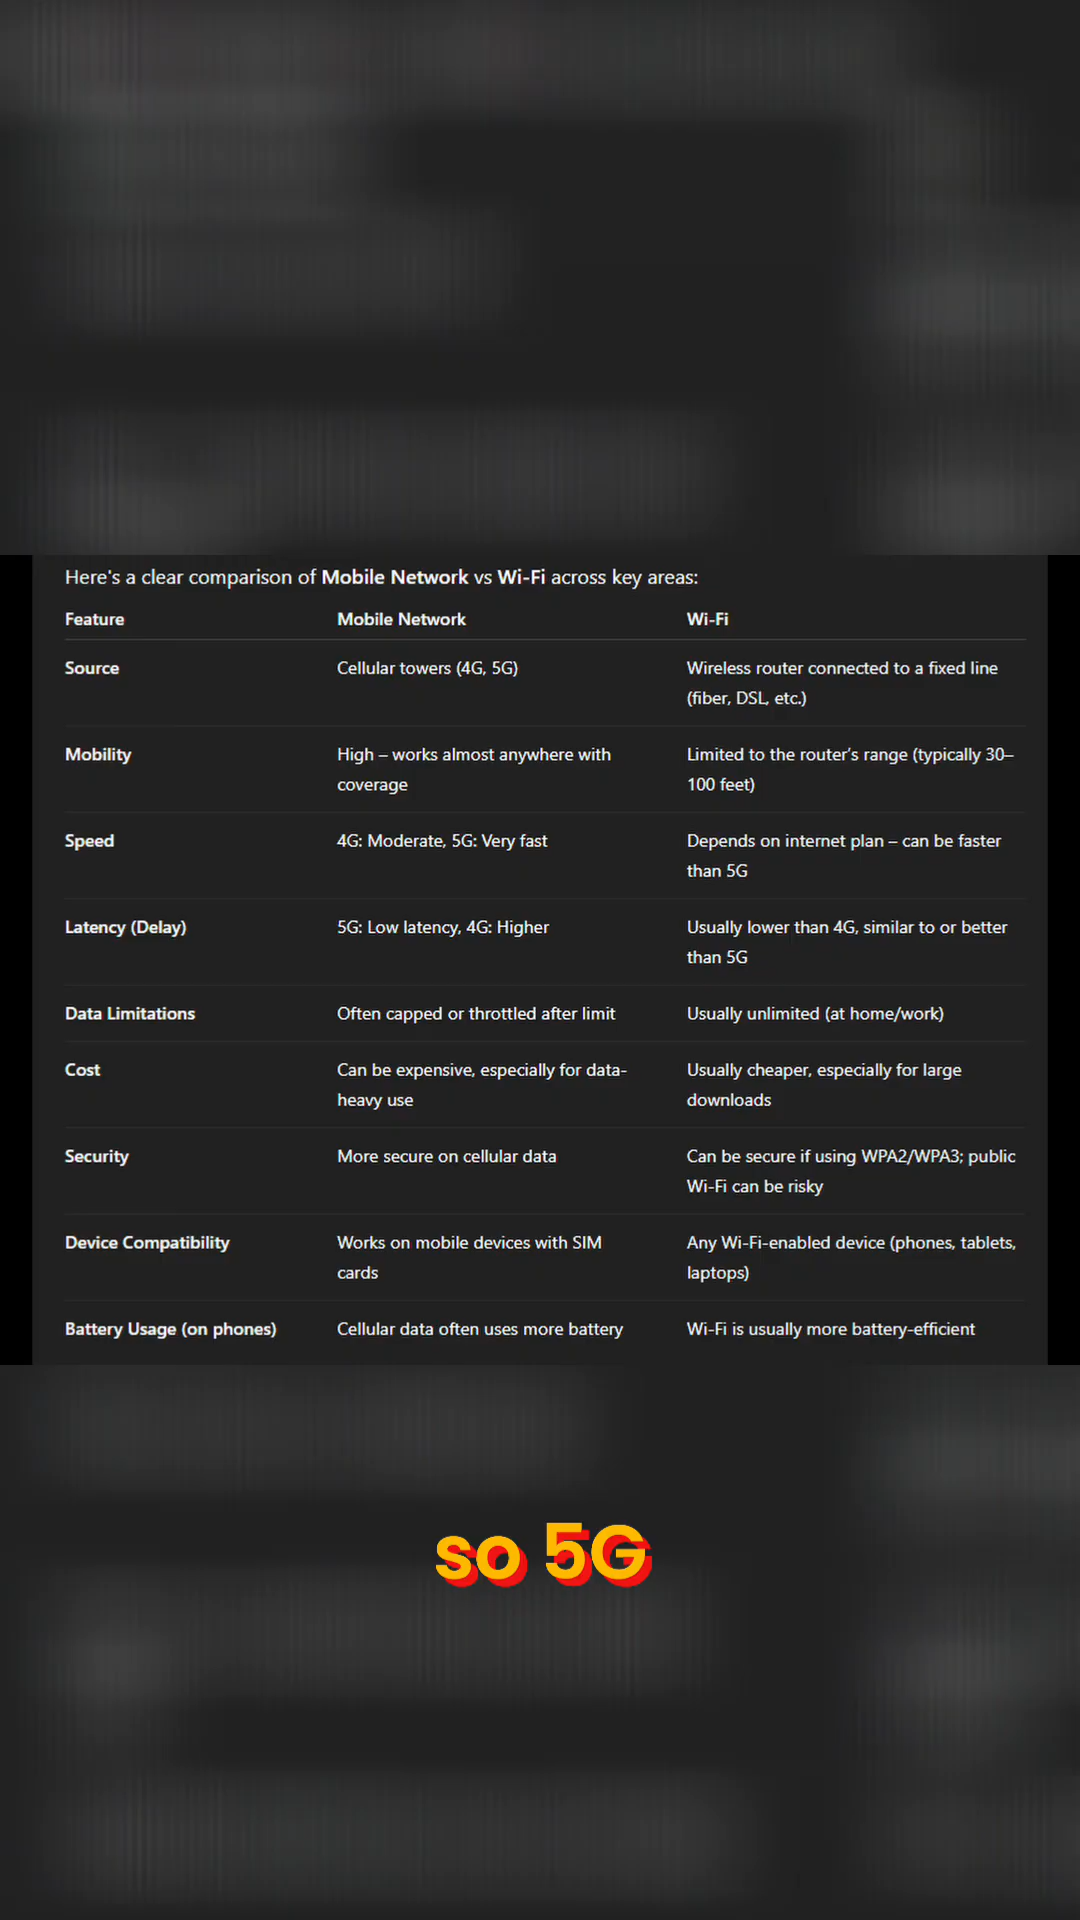 Here's a clear comparison of Mobile Network vs Wi-Fi across key areas:
Feature Mobile Network Wi-Fi
Source Cellular towers (4G, 5G) Wireless router connected to a fixed line
(fiber, DSL, etc.)
Mobility High – works almost anywhere with Limited to the router's range (typically 30–
coverage 100 feet)
Speed 4G: Moderate, 5G: Very fast Depends on internet plan – can be faster
than 5G
Latency (Delay) 5G: Low latency, 4G: Higher Usually lower than 4G, similar to or better
than 5G
Data Limitations Often capped or throttled after limit Usually unlimited (at home/work)
Cost Can be expensive, especially for data- Usually cheaper, especially for large
heavy use downloads
Security More secure on cellular data Can be secure if using WPA2/WPA3; public
Wi-Fi can be risky
Device Compatibility Works on mobile devices with SIM Any Wi-Fi-enabled device (phones, tablets,
cards laptops)
Battery Usage (on phones) Cellular data often uses more battery Wi-Fi is usually more battery-efficient
so 5G